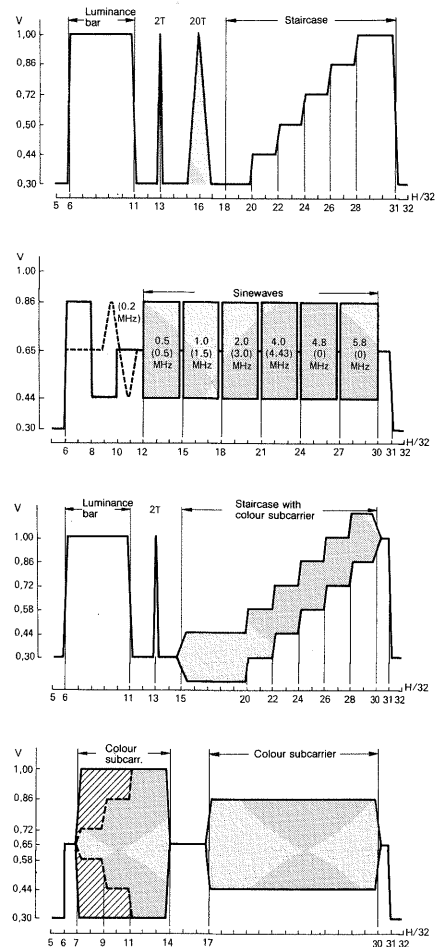 V
Luminance
bar
2T
20T
Staircase
1,00
0,86
0,72
0,50
0,44
0,30
5 6 11 13 16 18 20 22 24 26 28 31 32
H/32
V
Sinewaves
1.00
0.86
0.65
0.44
0.30
(0.2
MHz)
0.5
(0.5)
MHz
1.0
(1.5)
MHz
2.0
(3.0)
MHz
4.0
(4.43)
MHz
4.8
(0)
MHz
5.8
(0)
MHz
6 8 10 12 15 18 21 24 27 30 31 32
H/32
V
Luminance
bar
2T
Staircase with
colour subcarrier
1.00
0,86
0,72
0,58
0,44
0,30
5 6 11 13 15 20 22 24 26 28 30 31 32
H/32
V
Colour
subcarr.
Colour subcarrier
1,00
0,86
0,72
0,65
0,58
0,44
0,30
5 6 7 9 11 14 17 30 31 32
H/32